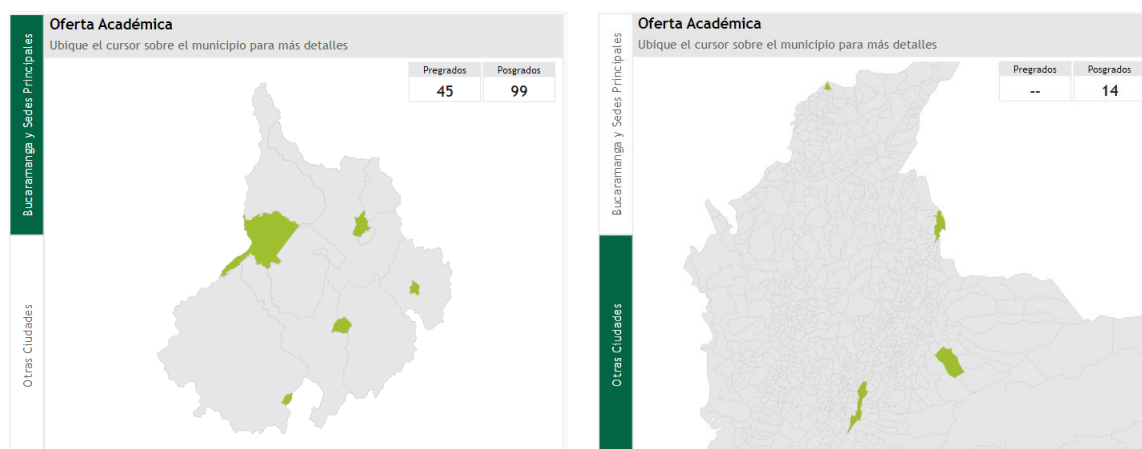 Oferta Académica
Ubique el cursor sobre el municipio para más detalles
Pregrados Posgrados
45 99
Bucaramanga y Sedes Principales
Otras Ciudades
Oferta Académica
Ubique el cursor sobre el municipio para más detalles
Pregrados Posgrados
-- 14
Bucaramanga y Sedes Principales
Otras Ciudades